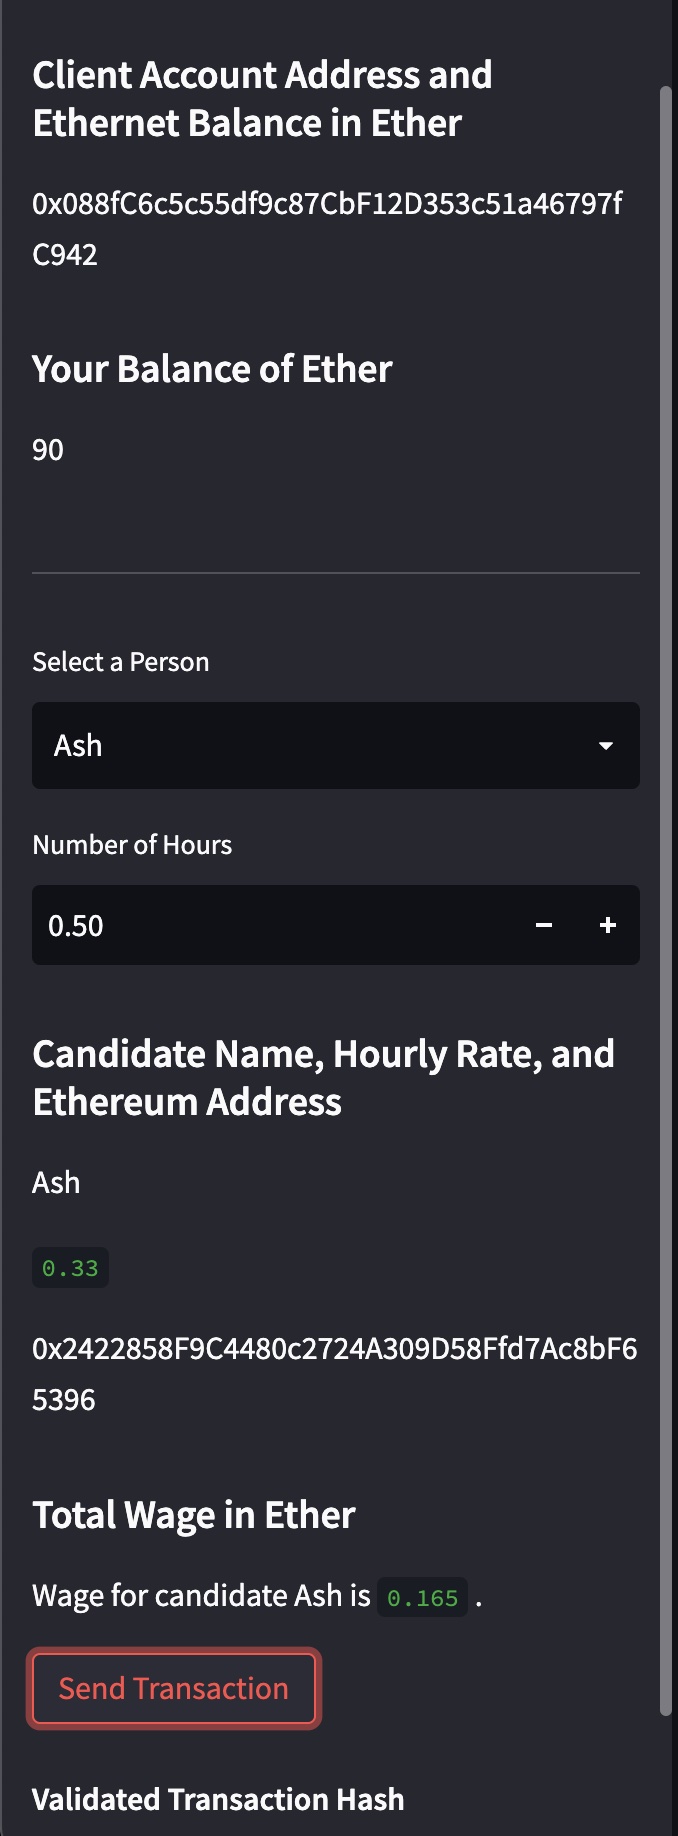 Client Account Address and
Ethernet Balance in Ether
0x088fC6c5c55df9c87CbF12D353c51a46797f
C942
Your Balance of Ether
90
Select a Person
Ash
Number of Hours
0.50
Candidate Name, Hourly Rate, and
Ethereum Address
Ash
0.33
0x2422858F9C4480c2724A309D58Ffd7Ac8bF6
5396
Total Wage in Ether
Wage for candidate Ash is 0.165 .
Send Transaction
Validated Transaction Hash